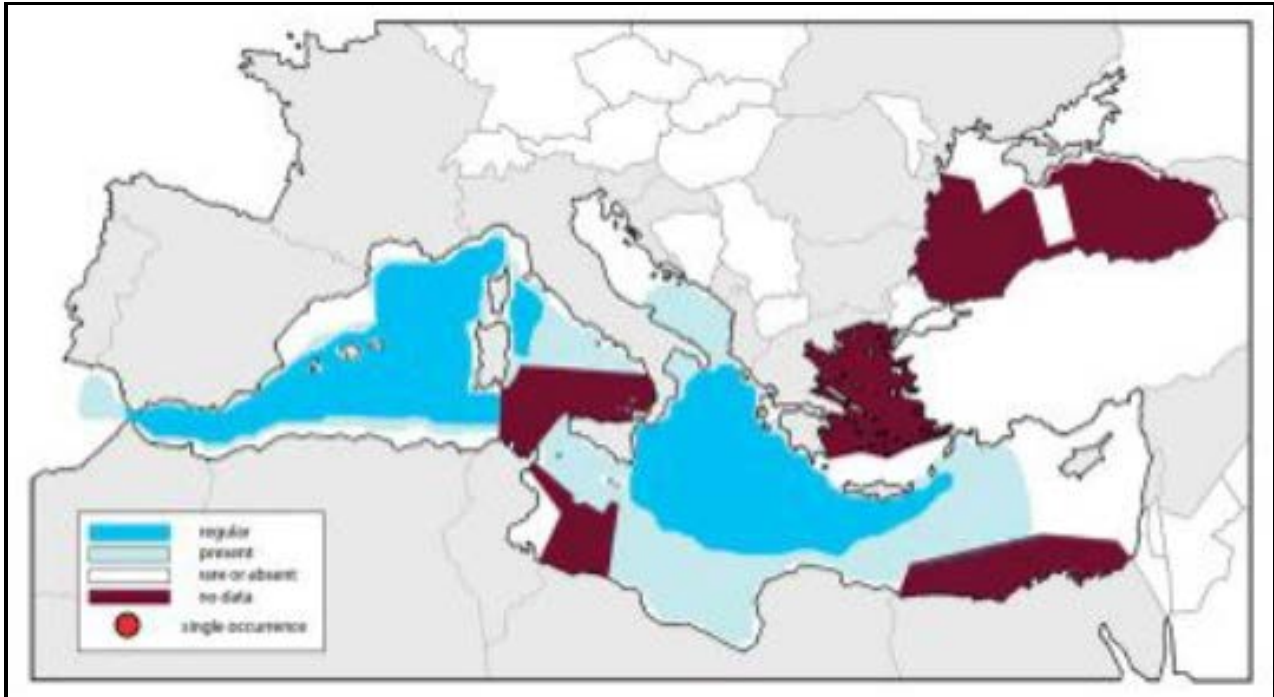 regular
present
rare or absent
no data
single occurrence